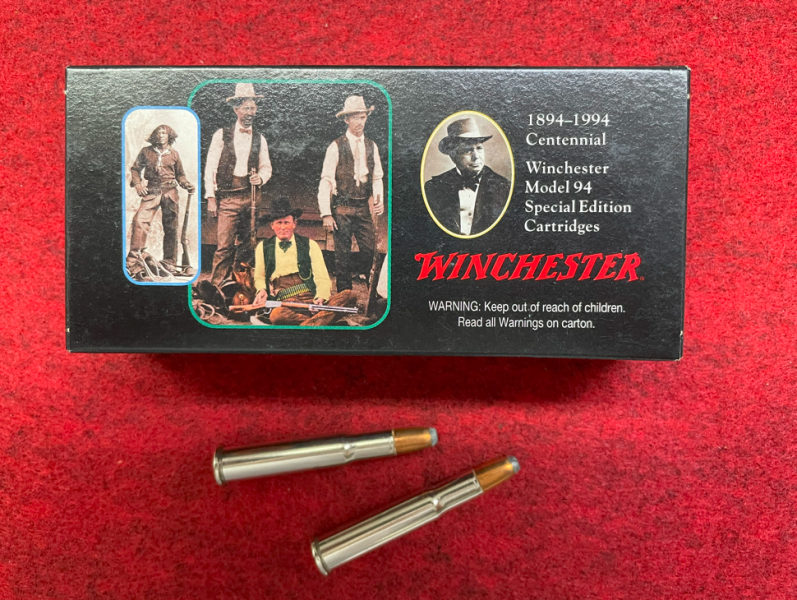 1894–1994
Centennial
Winchester
Model 94
Special Edition
Cartridges
WINCHESTER
WARNING: Keep out of reach of children.
Read all Warnings on carton.